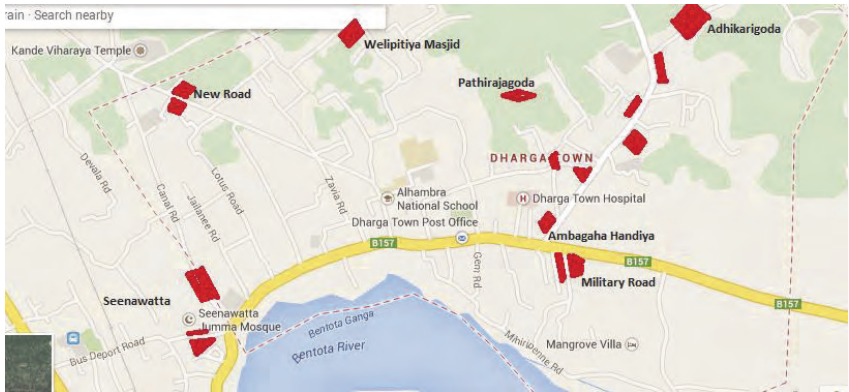 rain · Search nearby
Adhikarigoda
Welipitiya Masjid
Kande Viharaya Temple
Pathirajagoda
New Road
DHARGA TOWN
Devala Rd
Canal Rd
Jailanee Rd
Lotus Road
Zavia Rd
Alhambra
National School
Dharga Town Hospital
H
Dharga Town Post Office
Ambagaha Handiya
B157
B157
Gem Rd
Military Road
Seenawatta
B157
Seenawatta
Jumma Mosque
Bentota Ganga
Bus Deport Road
Bentota River
Mihiripenne Rd
Mangrove Villa